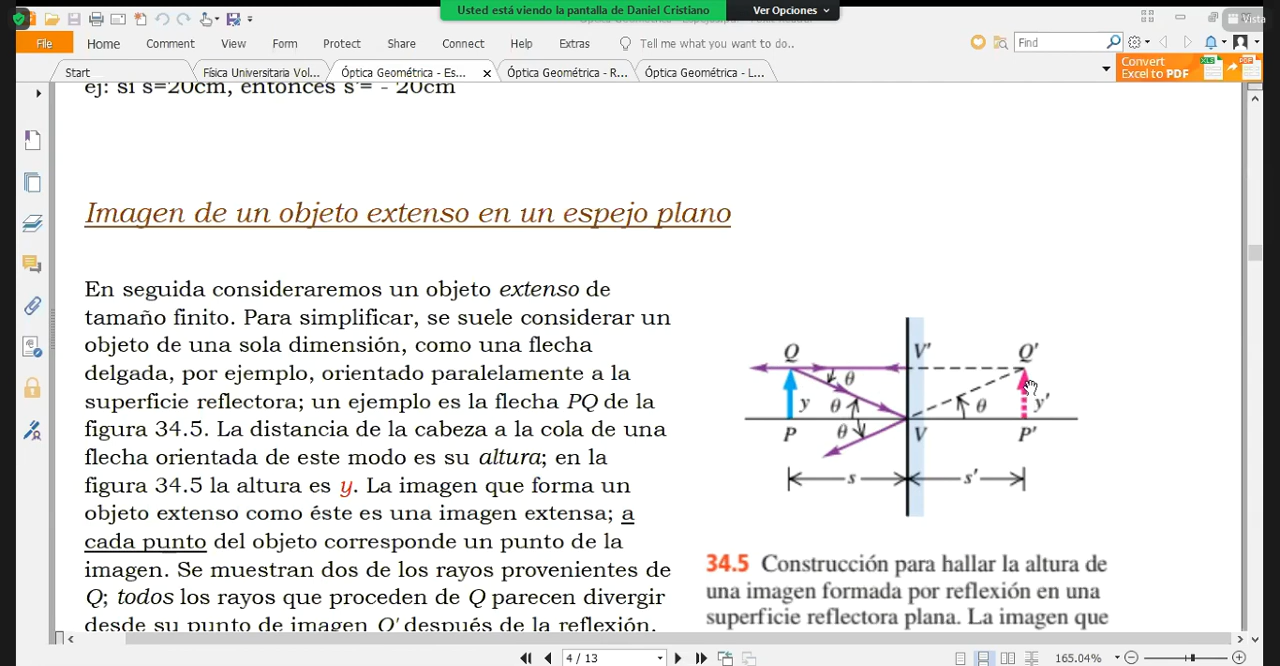 Usted está viendo la pantalla de Daniel Cristiano
Ver Opciones
Vista
File Home Comment View Form Protect Share Connect Help Extras Tell me what you want to do.. Find
Start Física Universitaria Vol... Óptica Geométrica - Es... Óptica Geométrica - R... Óptica Geométrica - L...
Convert
Excel to PDF
ej: si s=20cm, entonces s'= - 20cm
Imagen de un objeto extenso en un espejo plano
En seguida consideraremos un objeto extenso de
tamaño finito. Para simplificar, se suele considerar un
objeto de una sola dimensión, como una flecha
delgada, por ejemplo, orientado paralelamente a la
superficie reflectora; un ejemplo es la flecha PQ de la
figura 34.5. La distancia de la cabeza a la cola de una
flecha orientada de este modo es su altura; en la
figura 34.5 la altura es y. La imagen que forma un
objeto extenso como éste es una imagen extensa; a
cada punto del objeto corresponde un punto de la
imagen. Se muestran dos de los rayos provenientes de
Q; todos los rayos que proceden de Q parecen divergir
desde su punto de imagen Q' después de la reflexión.
Q V' Q'
θ
y θ θ y'
P θ V P'
s s'
34.5 Construcción para hallar la altura de
una imagen formada por reflexión en una
superficie reflectora plana. La imagen que
4 / 13
165.04%